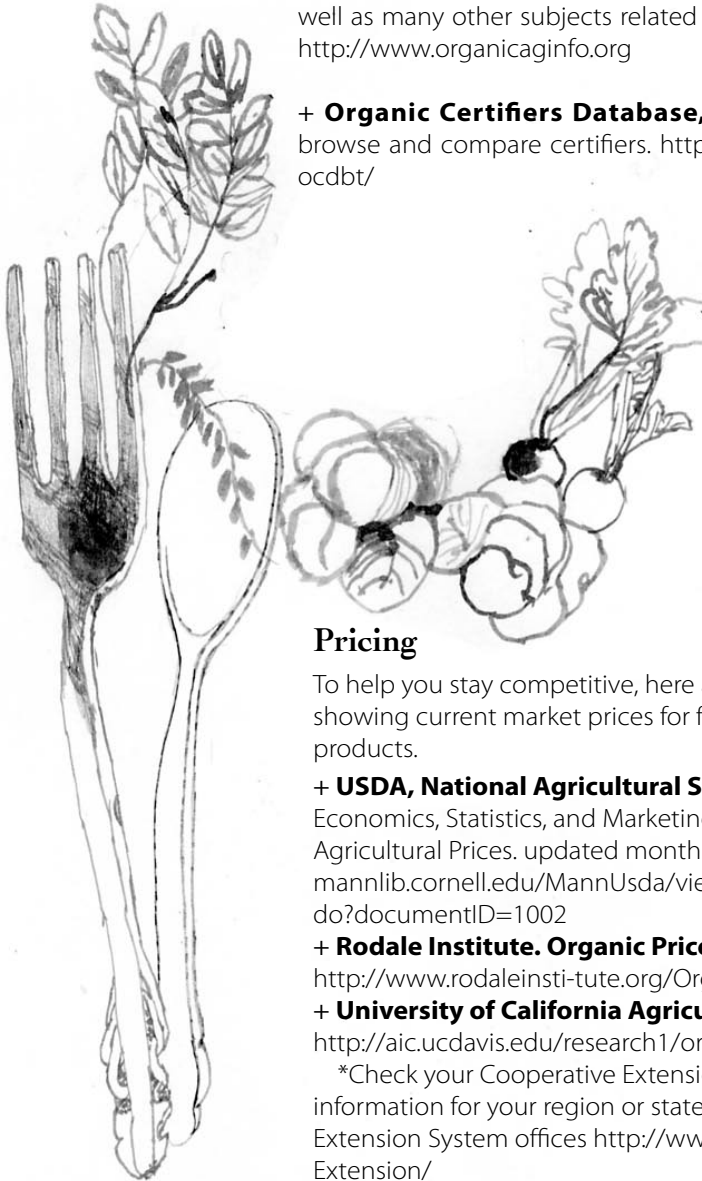 well as many other subjects related
http://www.organicaginfo.org
+ Organic Certifiers Database,
browse and compare certifiers. http
ocdbt/
Pricing
To help you stay competitive, here
showing current market prices for f
products.
+ USDA, National Agricultural S
Economics, Statistics, and Marketing
Agricultural Prices. updated month
mannlib.cornell.edu/MannUsda/vie
do?documentID=1002
+ Rodale Institute. Organic Price
http://www.rodaleinsti-tute.org/Or
+ University of California Agricu
http://aic.ucdavis.edu/research1/or
*Check your Cooperative Extensi
information for your region or state
Extension System offices http://ww
Extension/